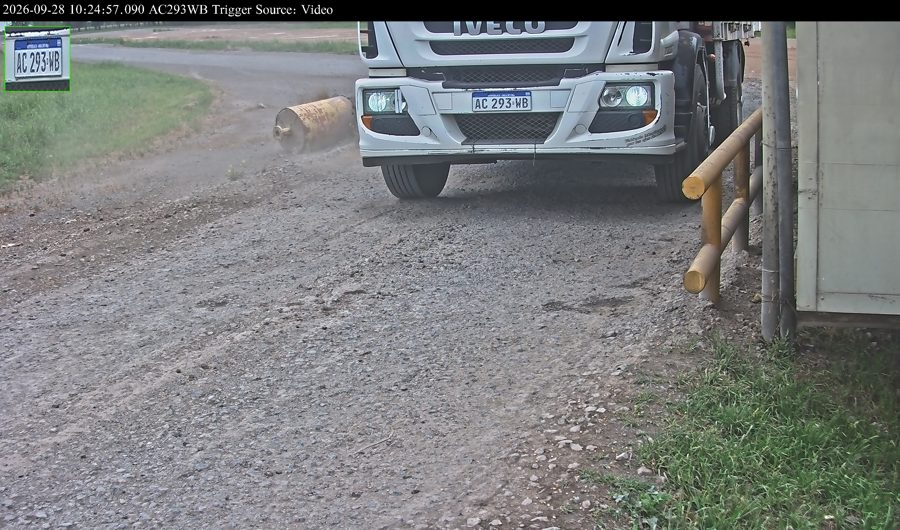 2026-09-28 10:24:57.090 AC293WB Trigger Source: Video
AC 293 WB
IVECO
AC 293 WB